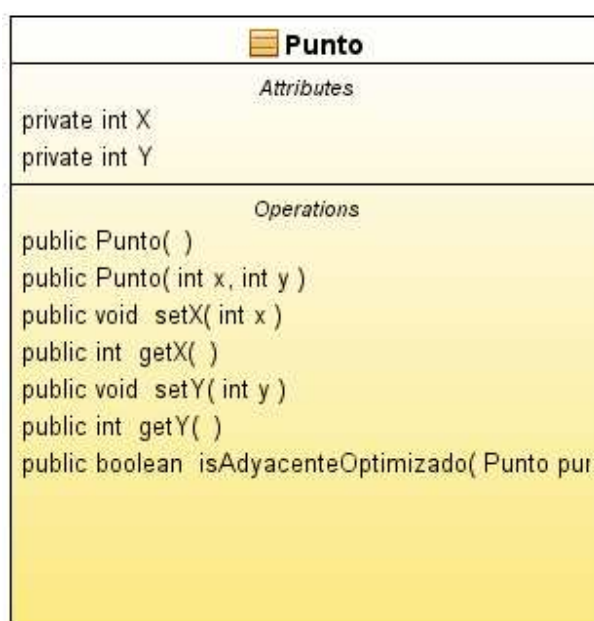 Punto
Attributes
private int X
private int Y
Operations
public Punto( )
public Punto( int x, int y )
public void setX( int x )
public int getX( )
public void setY( int y )
public int getY( )
public boolean isAdyacenteOptimizado( Punto